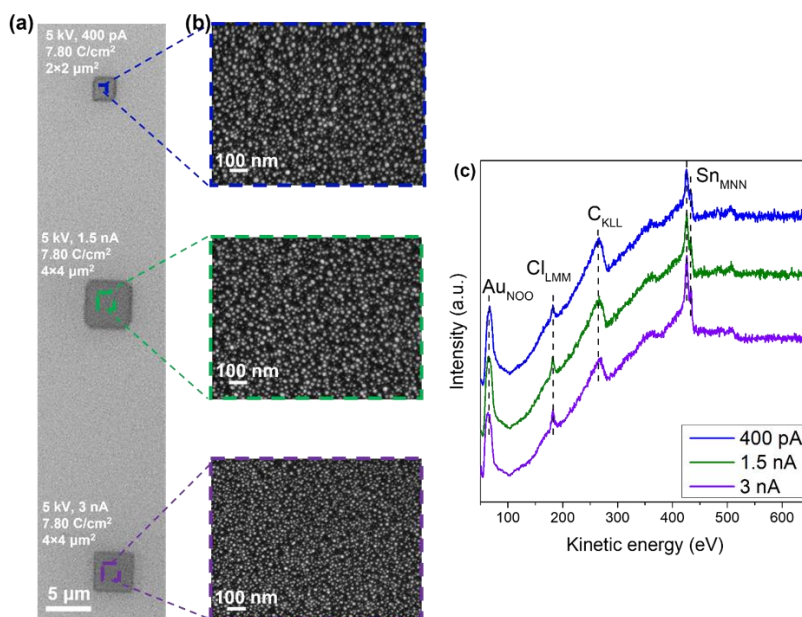 (a)
5 kV, 400 pA
7.80 C/cm²
2×2 µm²
5 kV, 1.5 nA
7.80 C/cm²
4×4 µm²
5 kV, 3 nA
7.80 C/cm²
4×4 µm²
5 µm
(b)
100 nm
100 nm
100 nm
(c)
Au_NOO
Cl_LMM
C_KLL
Sn_MNN
Intensity (a.u.)
400 pA
1.5 nA
3 nA
100 200 300 400 500 600
Kinetic energy (eV)